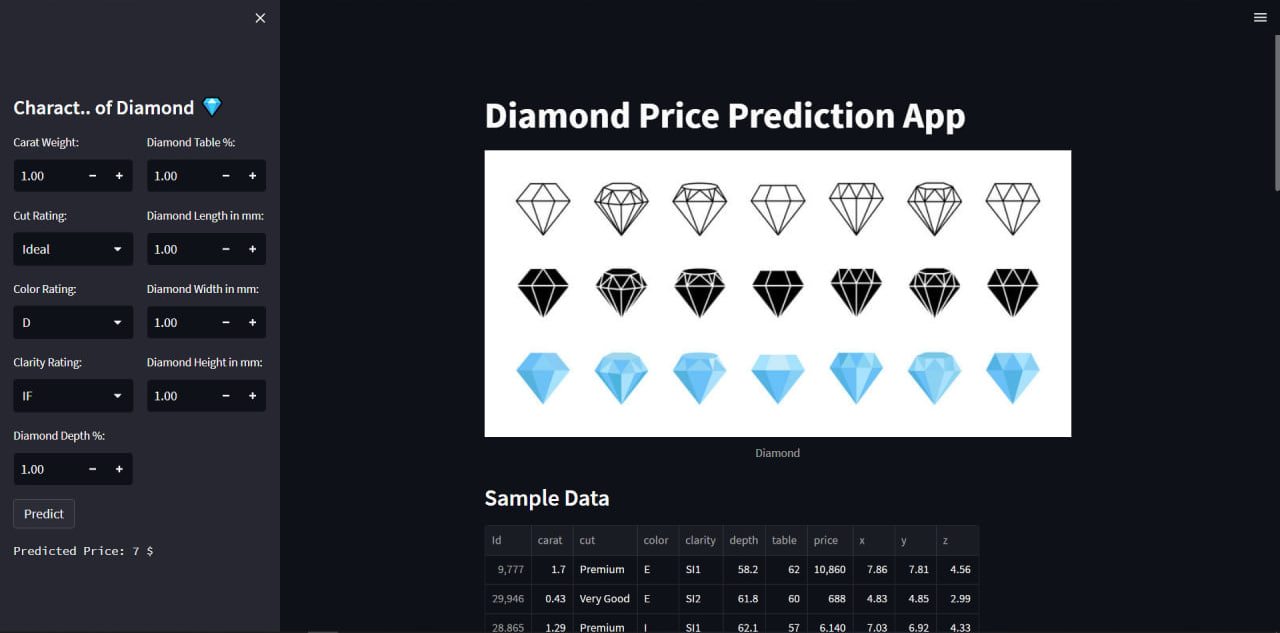 Charact.. of Diamond 💎
Carat Weight:
1.00 − +
Diamond Table %:
1.00 − +
Cut Rating:
Ideal
Diamond Length in mm:
1.00 − +
Color Rating:
D
Diamond Width in mm:
1.00 − +
Clarity Rating:
IF
Diamond Height in mm:
1.00 − +
Diamond Depth %:
1.00 − +
Predict
Predicted Price: 7 $
Diamond Price Prediction App
Diamond
Sample Data
Id carat cut color clarity depth table price x y z
9,777 1.7 Premium E SI1 58.2 62 10,860 7.86 7.81 4.56
29,946 0.43 Very Good E SI2 61.8 60 688 4.83 4.85 2.99
28,865 1.29 Premium I SI1 62.1 57 6,140 7.03 6.92 4.33